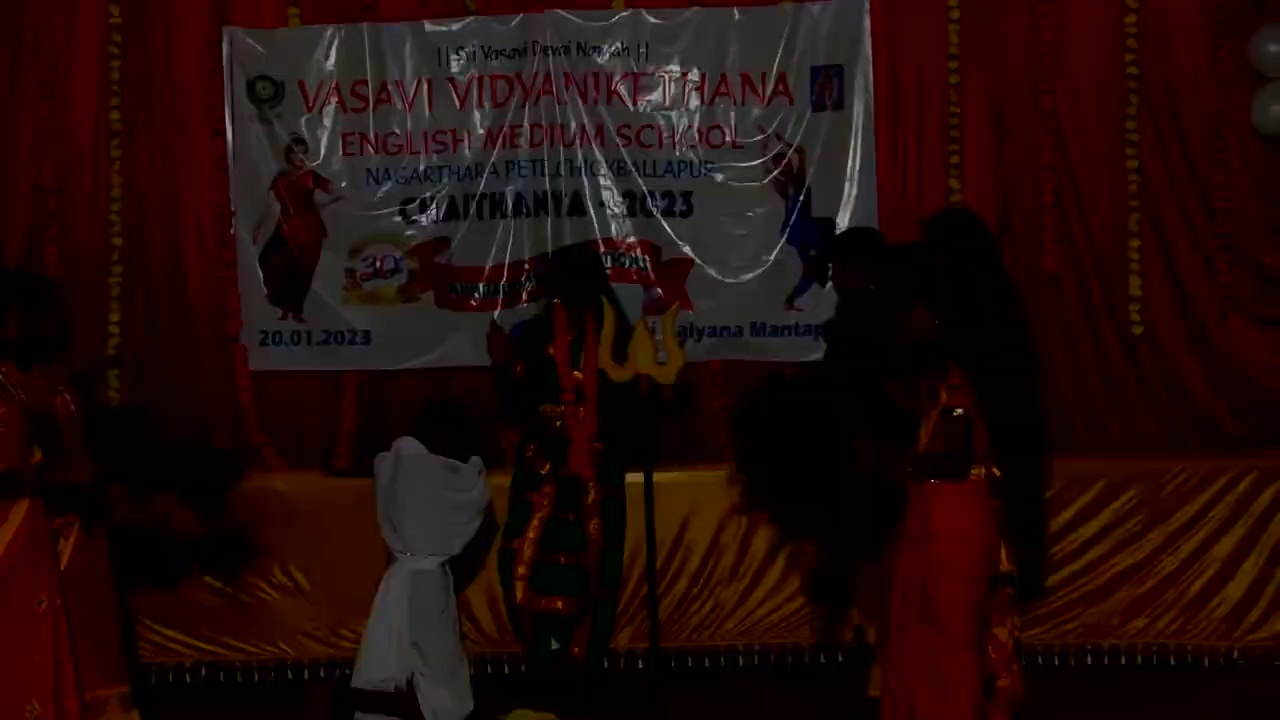 || Sri Vasavi Devai Namah ||
VASAVI VIDYANIKETHANA
ENGLISH MEDIUM SCHOOL
NAGARTHARA PETE, CHICKBALLAPUR
CHAITHANYA - 2023
30
20.01.2023
Kalyana Mantap